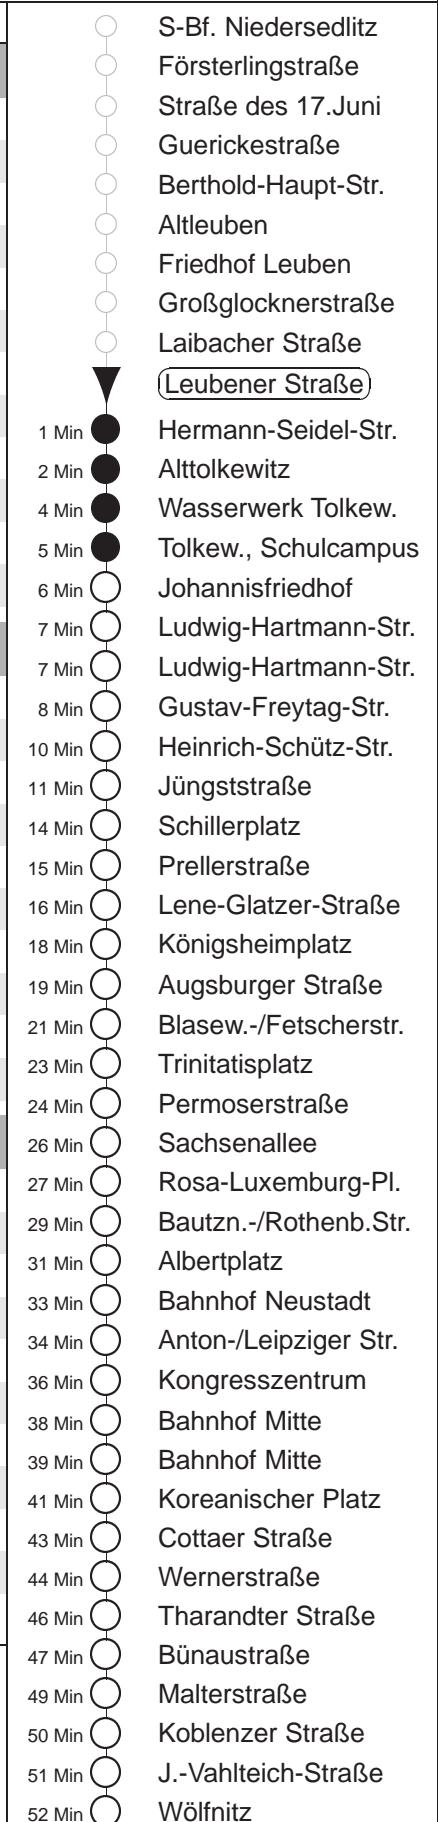 S-Bf. Niedersedlitz
Försterlingstraße
Straße des 17.Juni
Guerickestraße
Berthold-Haupt-Str.
Altleuben
Friedhof Leuben
Großglocknerstraße
Laibacher Straße
Leubener Straße
1 Min Hermann-Seidel-Str.
2 Min Alttolkewitz
4 Min Wasserwerk Tolkew.
5 Min Tolkew., Schulcampus
6 Min Johannisfriedhof
7 Min Ludwig-Hartmann-Str.
7 Min Ludwig-Hartmann-Str.
8 Min Gustav-Freytag-Str.
10 Min Heinrich-Schütz-Str.
11 Min Jüngststraße
14 Min Schillerplatz
15 Min Prellerstraße
16 Min Lene-Glatzer-Straße
18 Min Königsheimplatz
19 Min Augsburger Straße
21 Min Blasew.-/Fetscherstr.
23 Min Trinitatisplatz
24 Min Permoserstraße
26 Min Sachsenallee
27 Min Rosa-Luxemburg-Pl.
29 Min Bautzn.-/Rothenb.Str.
31 Min Albertplatz
33 Min Bahnhof Neustadt
34 Min Anton-/Leipziger Str.
36 Min Kongresszentrum
38 Min Bahnhof Mitte
39 Min Bahnhof Mitte
41 Min Koreanischer Platz
43 Min Cottaer Straße
44 Min Wernerstraße
46 Min Tharandter Straße
47 Min Bünaustraße
49 Min Malterstraße
50 Min Koblenzer Straße
51 Min J.-Vahlteich-Straße
52 Min Wölfnitz